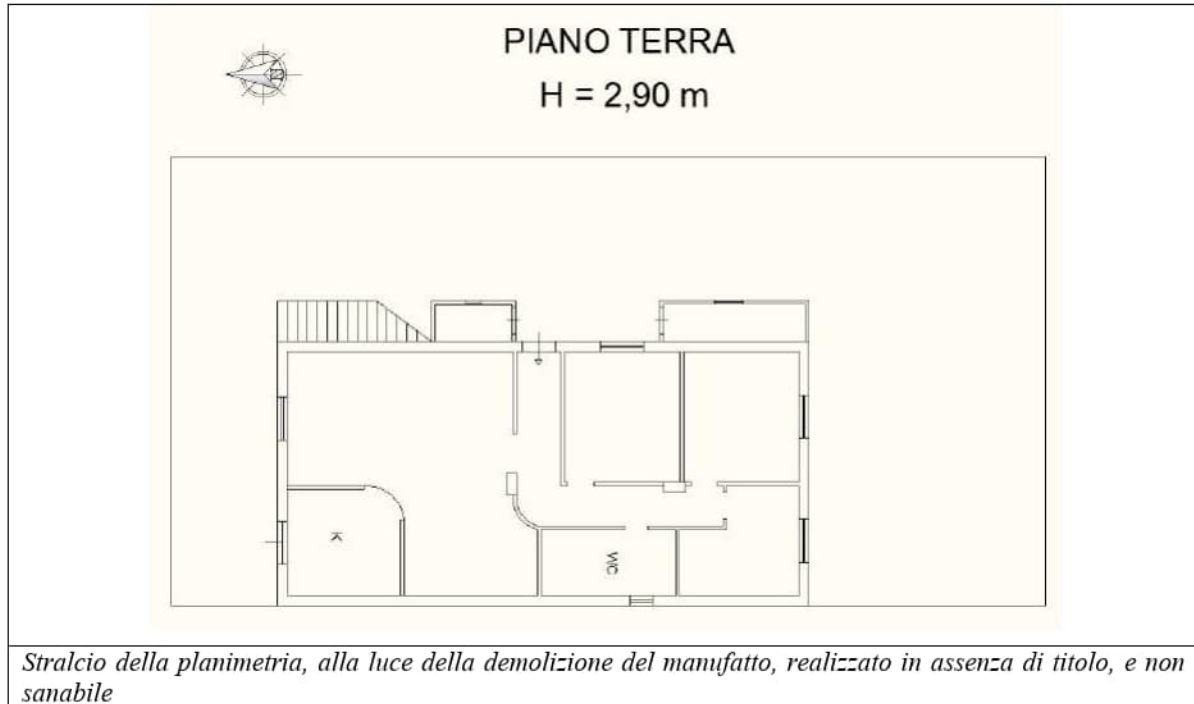 PIANO TERRA
H = 2,90 m
K
WC
Stralcio della planimetria, alla luce della demolizione del manufatto, realizzato in assenza di titolo, e non
sanabile